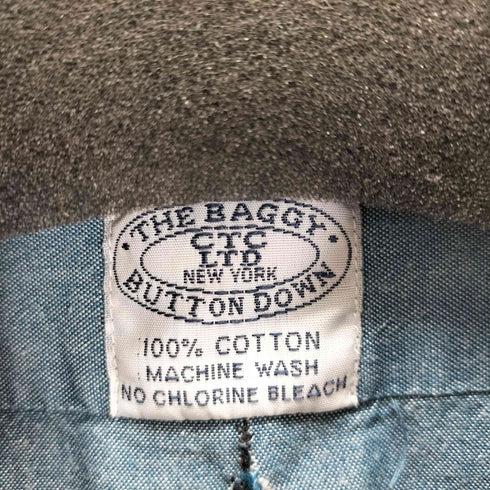 · THE BAGGY ·
CTC
LTD
NEW YORK
BUTTON DOWN
100% COTTON
MACHINE WASH
NO CHLORINE BLEACH